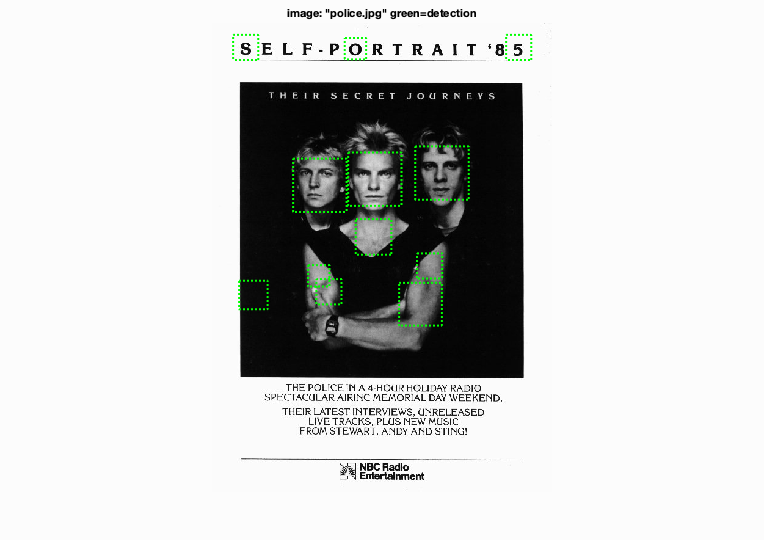 image: "police.jpg" green=detection
SELF-PORTRAIT '85
THEIR SECRET JOURNEYS
THE POLICE IN A 4-HOUR HOLIDAY RADIO
SPECTACULAR AIRING MEMORIAL DAY WEEKEND.
THEIR LATEST INTERVIEWS, UNRELEASED
LIVE TRACKS, PLUS NEW MUSIC
FROM STEWART, ANDY AND STING!
NBC Radio
Entertainment